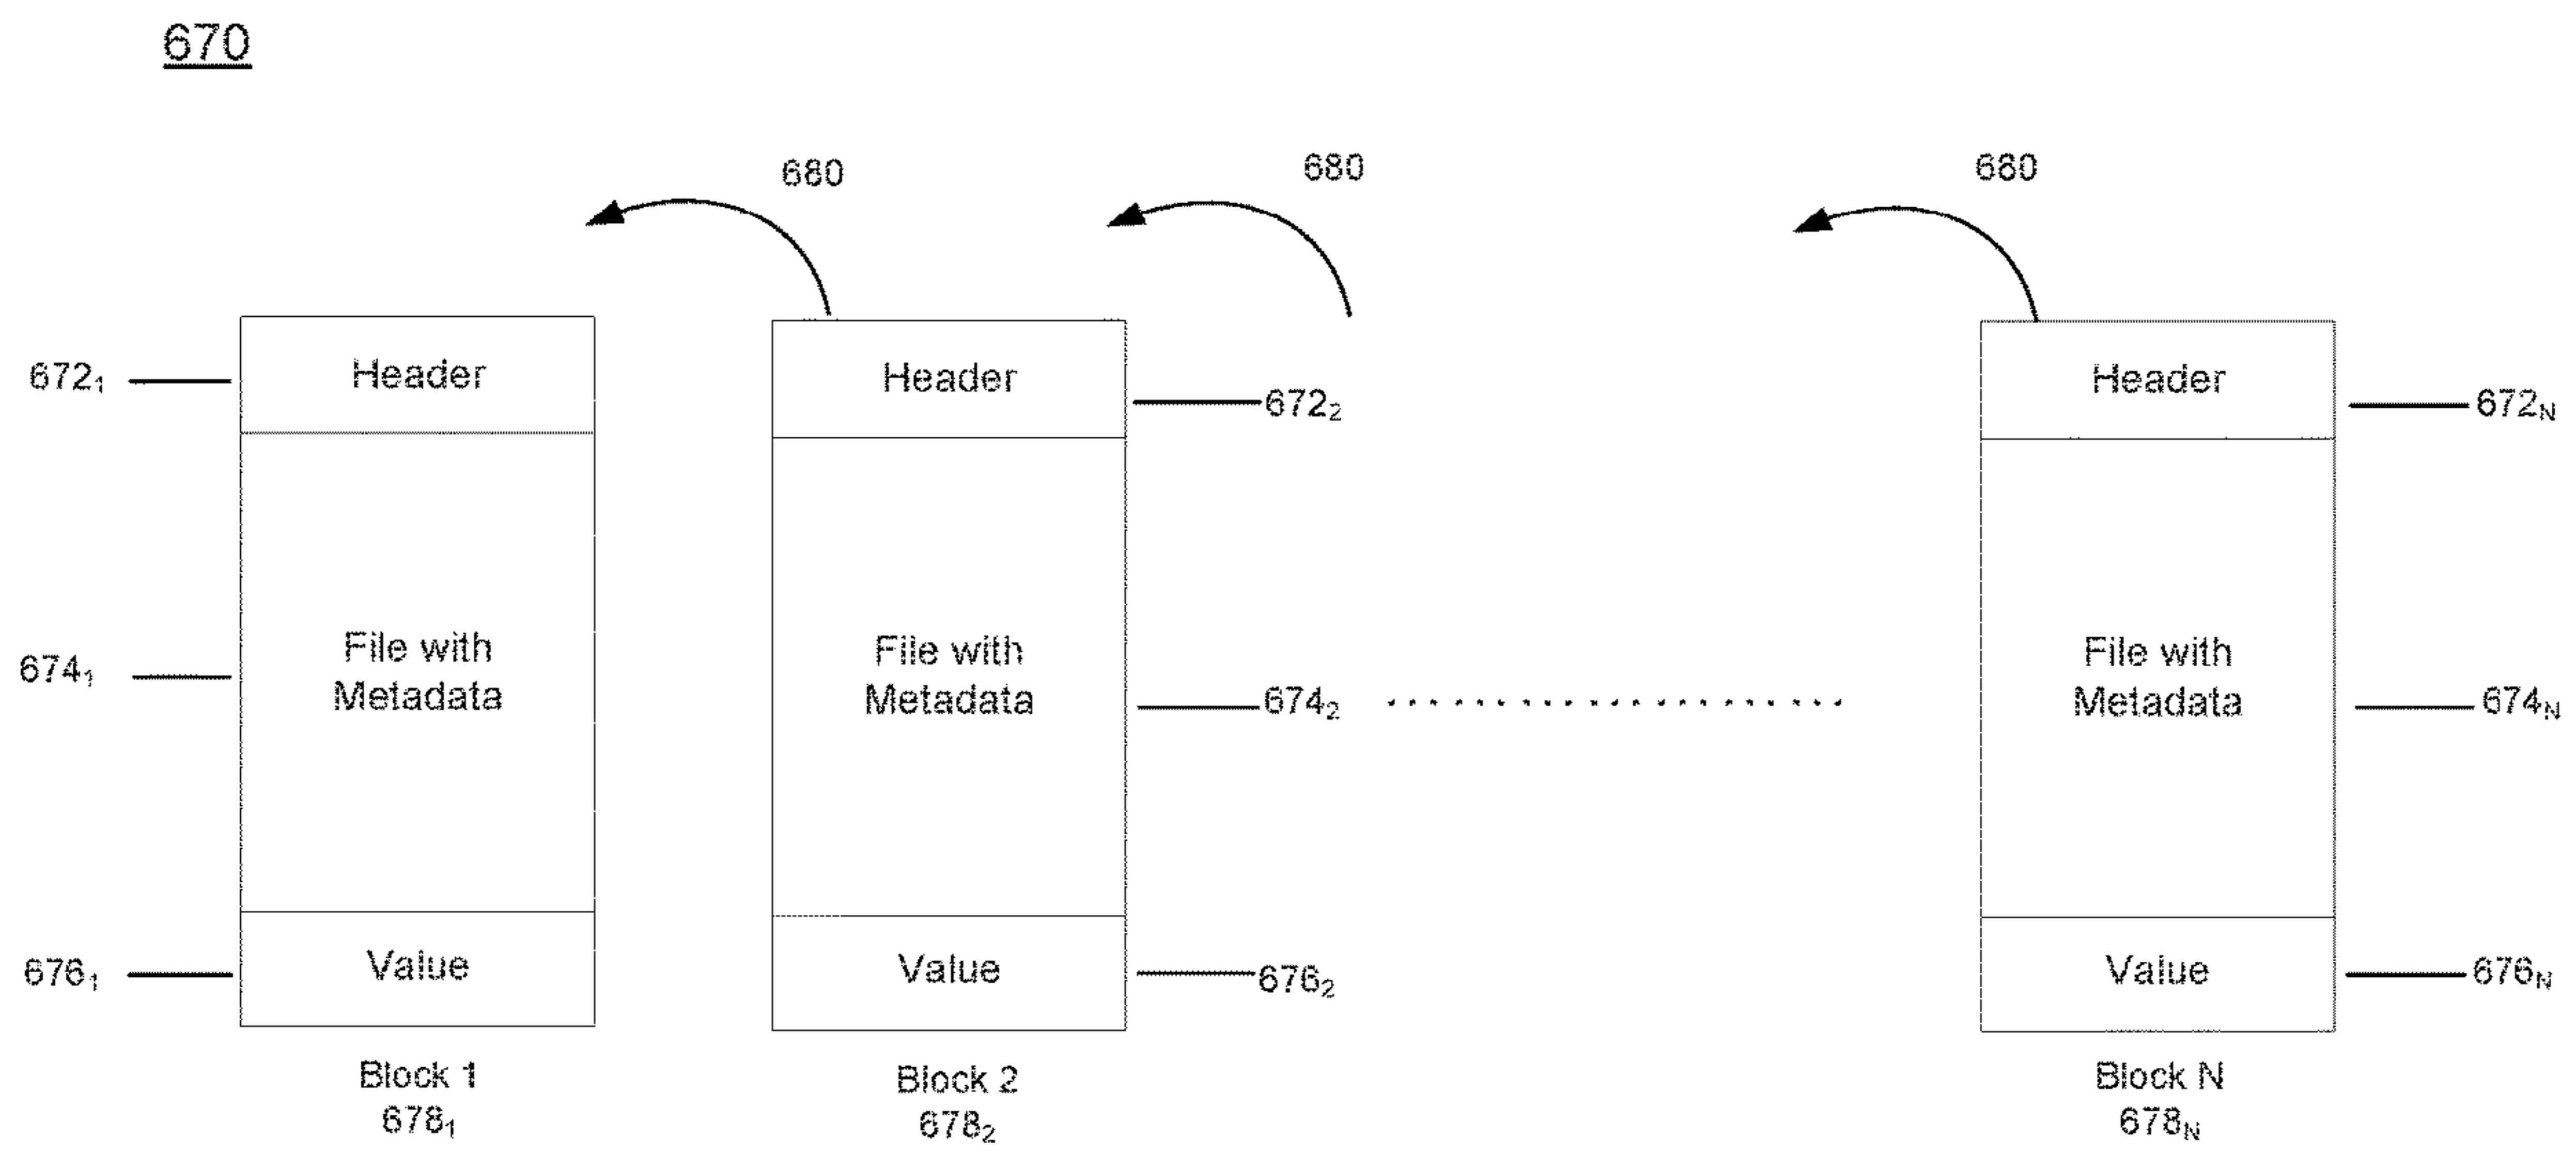 670
680
680
680
Header
Header
Header
672₁
672₂
672N
File with
Metadata
File with
Metadata
File with
Metadata
674₁
674₂
674N
Value
Value
Value
676₁
676₂
676N
Block 1
678₁
Block 2
678₂
Block N
678N